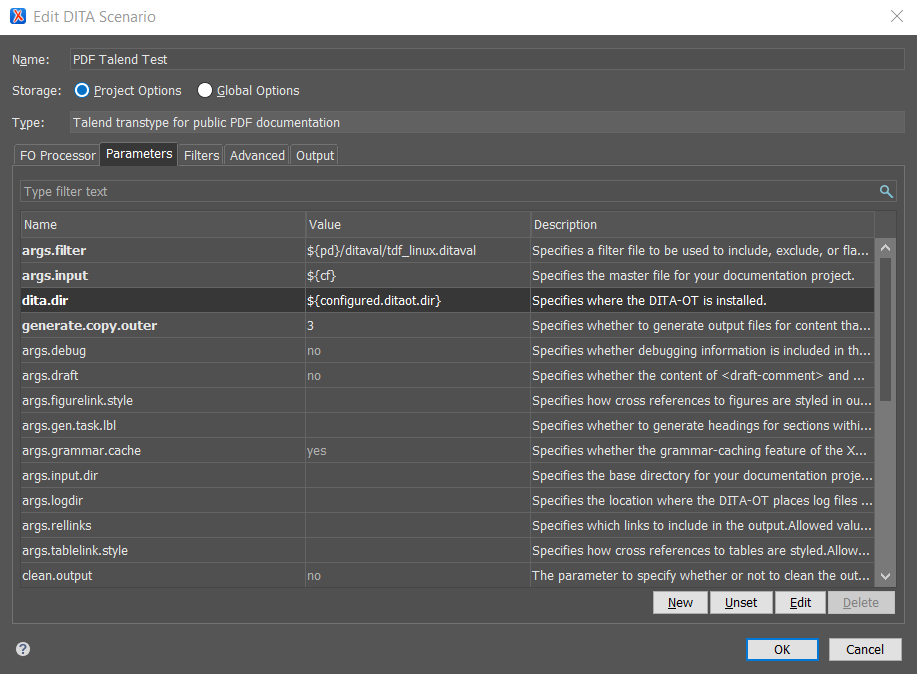 Edit DITA Scenario
Name: PDF Talend Test
Storage: Project Options Global Options
Type: Talend transtype for public PDF documentation
FO Processor Parameters Filters Advanced Output
Type filter text
Name Value Description
args.filter ${pd}/ditaval/tdf_linux.ditaval Specifies a filter file to be used to include, exclude, or fla...
args.input ${cf} Specifies the master file for your documentation project.
dita.dir ${configured.ditaot.dir} Specifies where the DITA-OT is installed.
generate.copy.outer 3 Specifies whether to generate output files for content tha...
args.debug no Specifies whether debugging information is included in th...
args.draft no Specifies whether the content of <draft-comment> and ...
args.figurelink.style Specifies how cross references to figures are styled in ou...
args.gen.task.lbl Specifies whether to generate headings for sections withi...
args.grammar.cache yes Specifies whether the grammar-caching feature of the X...
args.input.dir Specifies the base directory for your documentation proje...
args.logdir Specifies the location where the DITA-OT places log files ...
args.rellinks Specifies which links to include in the output.Allowed valu...
args.tablelink.style Specifies how cross references to tables are styled.Allow...
clean.output no The parameter to specify whether or not to clean the out...
New Unset Edit Delete
? OK Cancel